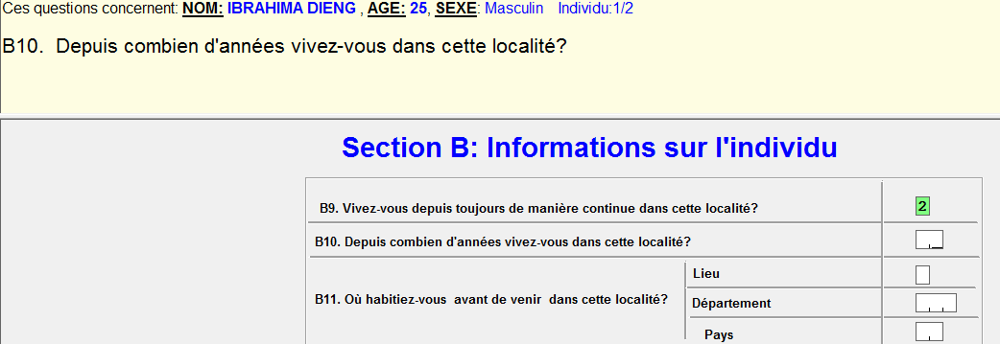 Ces questions concernent: NOM: IBRAHIMA DIENG , AGE: 25, SEXE: Masculin Individu:1/2
B10. Depuis combien d'années vivez-vous dans cette localité?
Section B: Informations sur l'individu
B9. Vivez-vous depuis toujours de manière continue dans cette localité? 2
B10. Depuis combien d'années vivez-vous dans cette localité?
Lieu
B11. Où habitiez-vous avant de venir dans cette localité?
Département
Pays